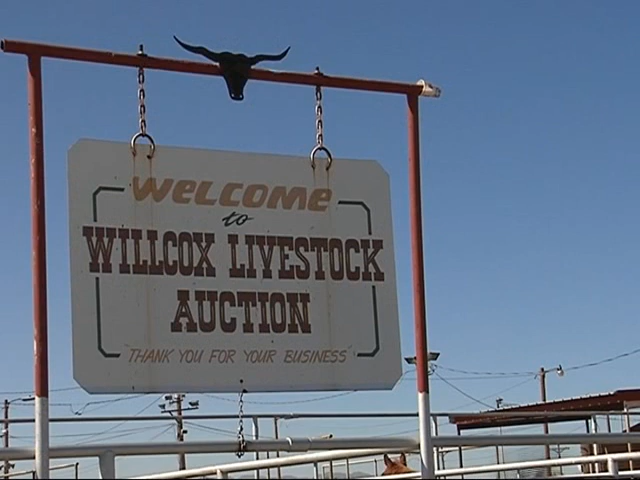 WELCOME
to
WILLCOX LIVESTOCK
AUCTION
THANK YOU FOR YOUR BUSINESS